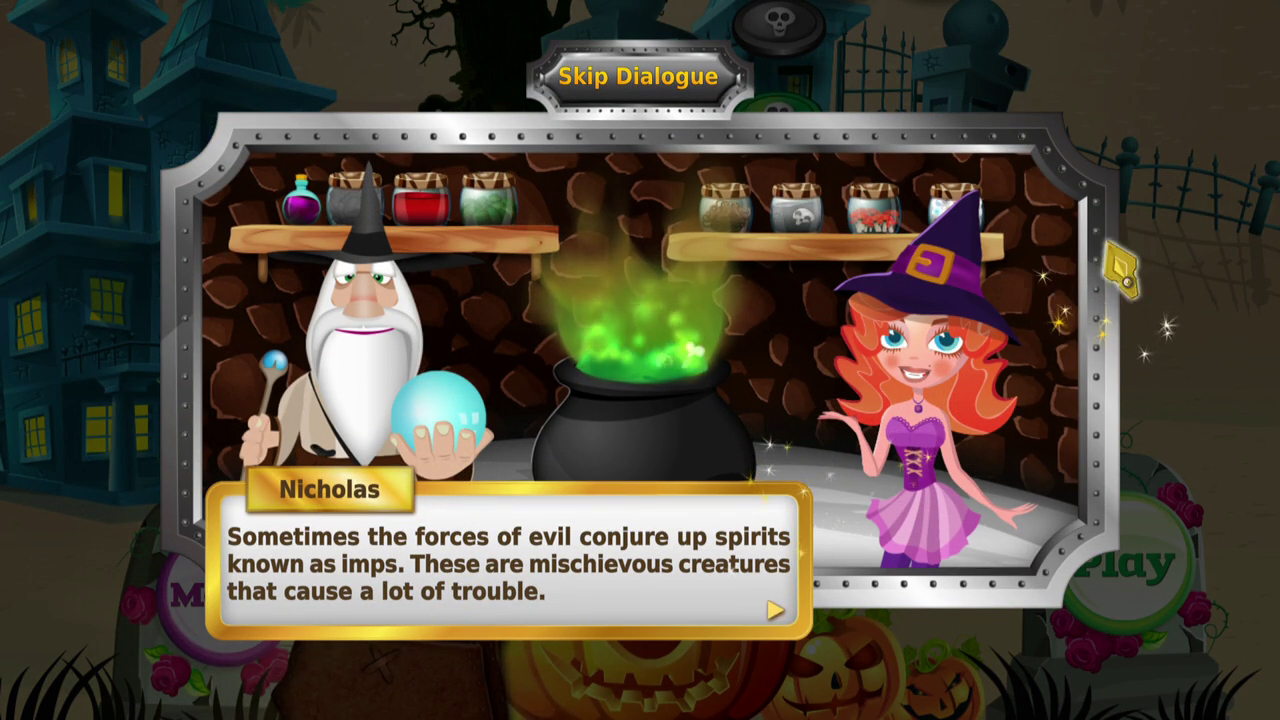 Skip Dialogue
Nicholas
Sometimes the forces of evil conjure up spirits
known as imps. These are mischievous creatures
that cause a lot of trouble.
Play